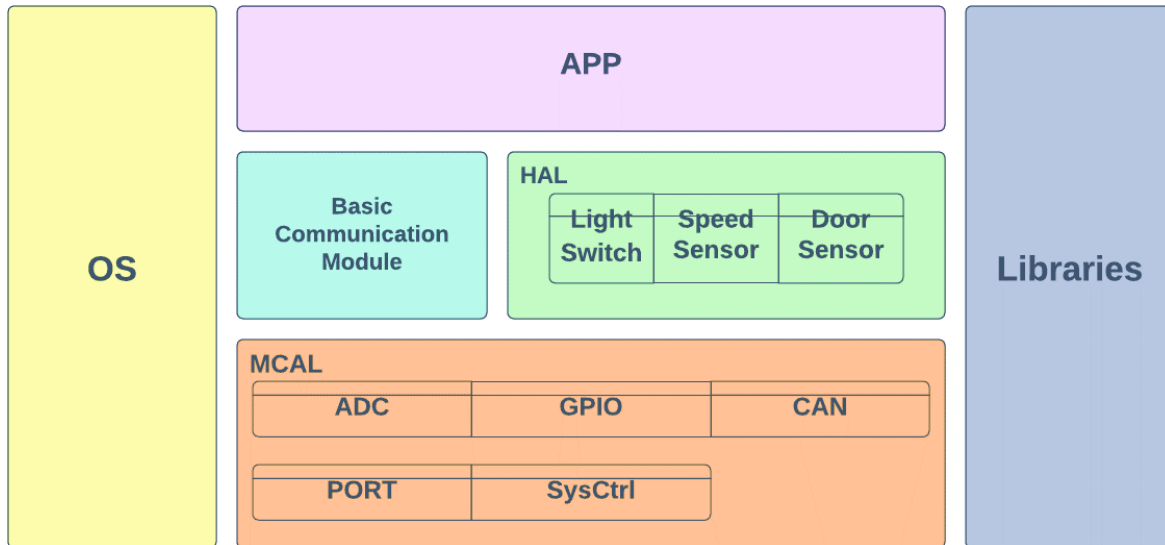 OS
APP
Libraries
Basic
Communication
Module
HAL
Light
Switch
Speed
Sensor
Door
Sensor
MCAL
ADC
GPIO
CAN
PORT
SysCtrl